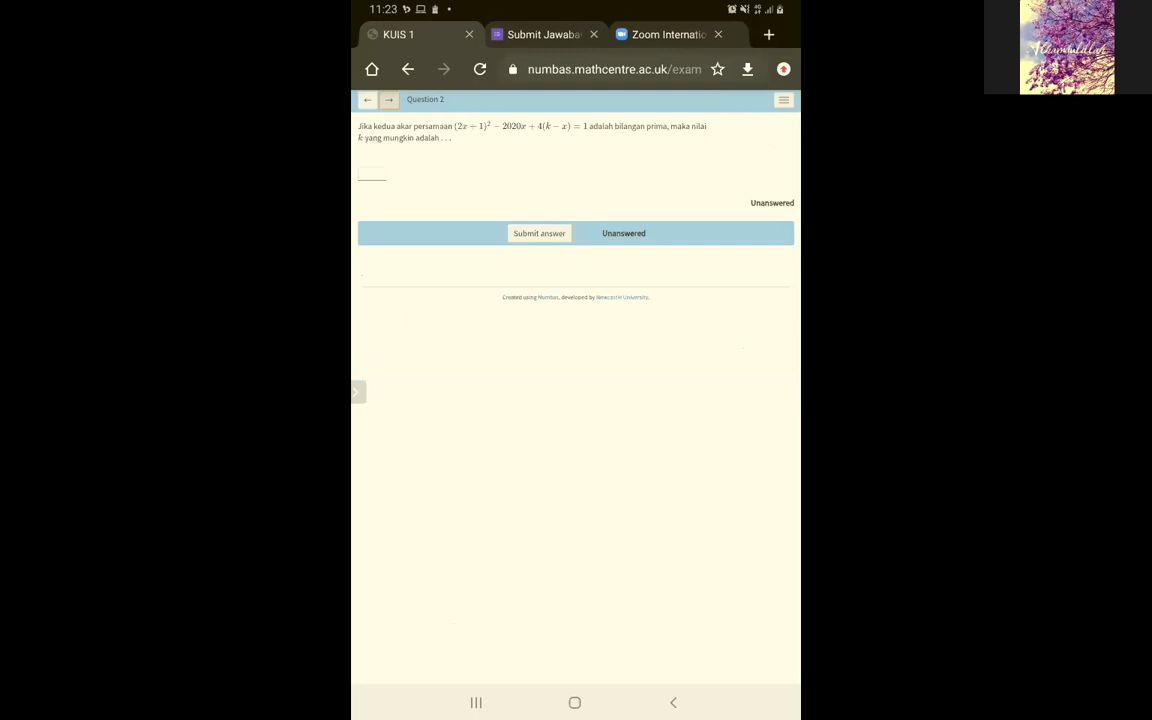 11:23
KUIS 1
Submit Jawaba
Zoom Internatio
numbas.mathcentre.ac.uk/exam
Question 2
Jika kedua akar persamaan (2x + 1)² − 2020x + 4(k − x) = 1 adalah bilangan prima, maka nilai
k yang mungkin adalah . . .
Unanswered
Submit answer Unanswered
Created using Numbas, developed by Newcastle University.